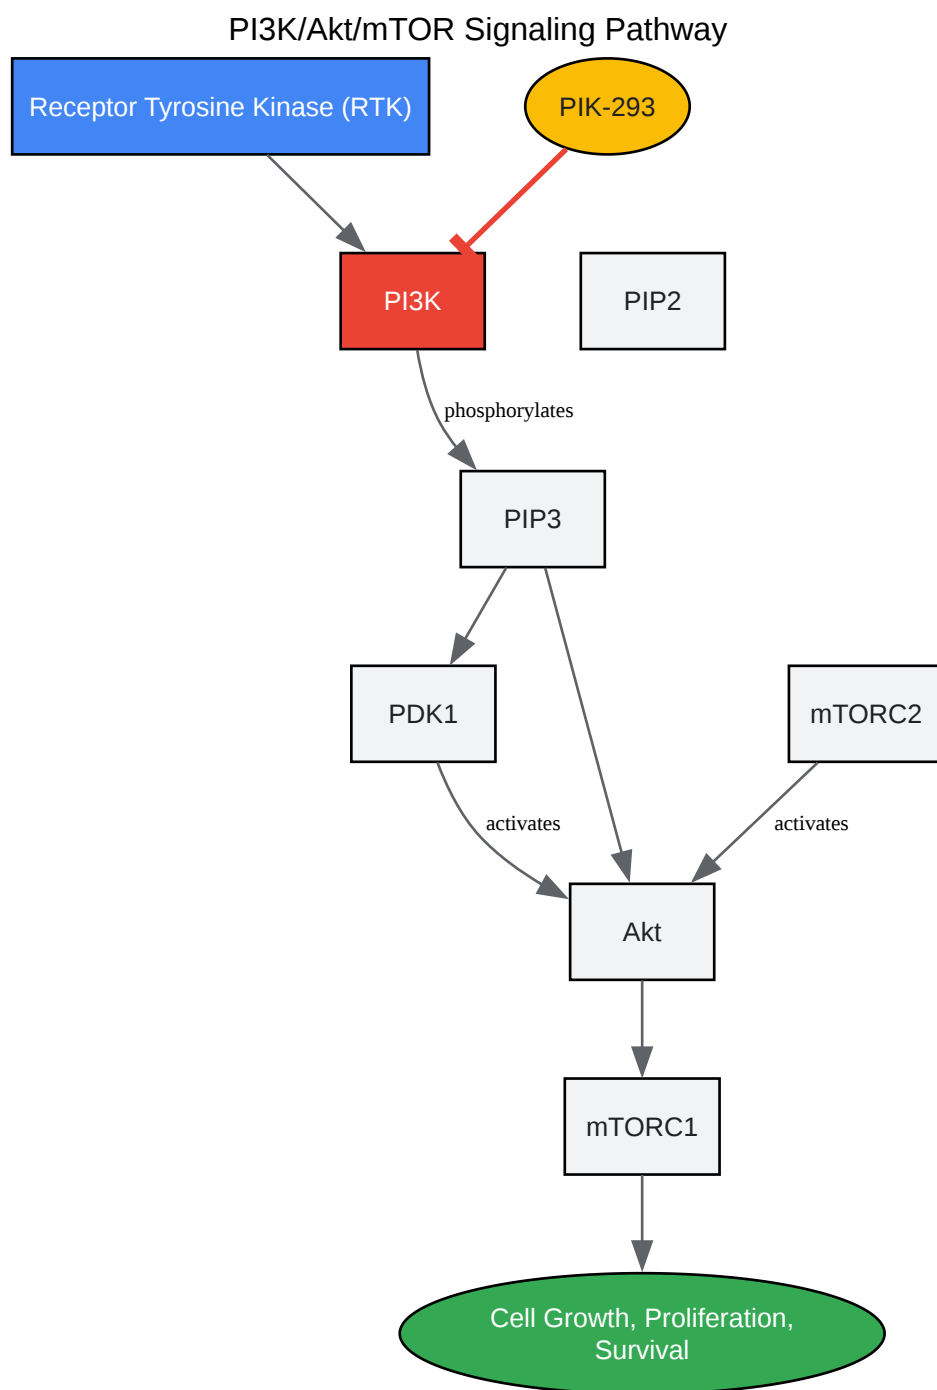 PI3K/Akt/mTOR Signaling Pathway
Receptor Tyrosine Kinase (RTK)
PIK-293
PI3K
PIP2
phosphorylates
PIP3
PDK1
mTORC2
activates
activates
Akt
mTORC1
Cell Growth, Proliferation,
Survival